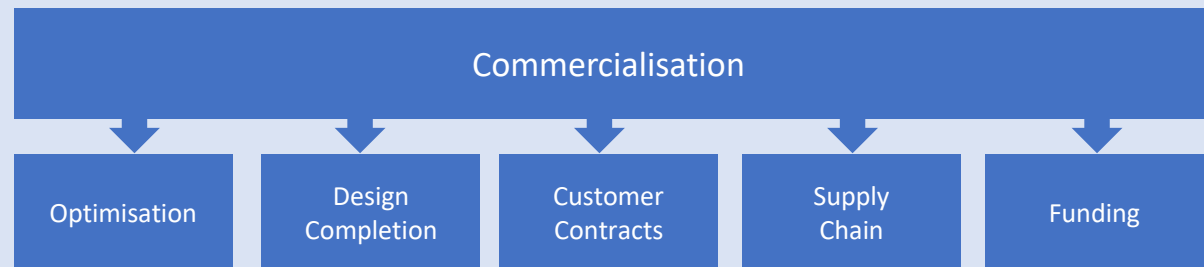 Commercialisation
Optimisation
Design
Completion
Customer
Contracts
Supply
Chain
Funding